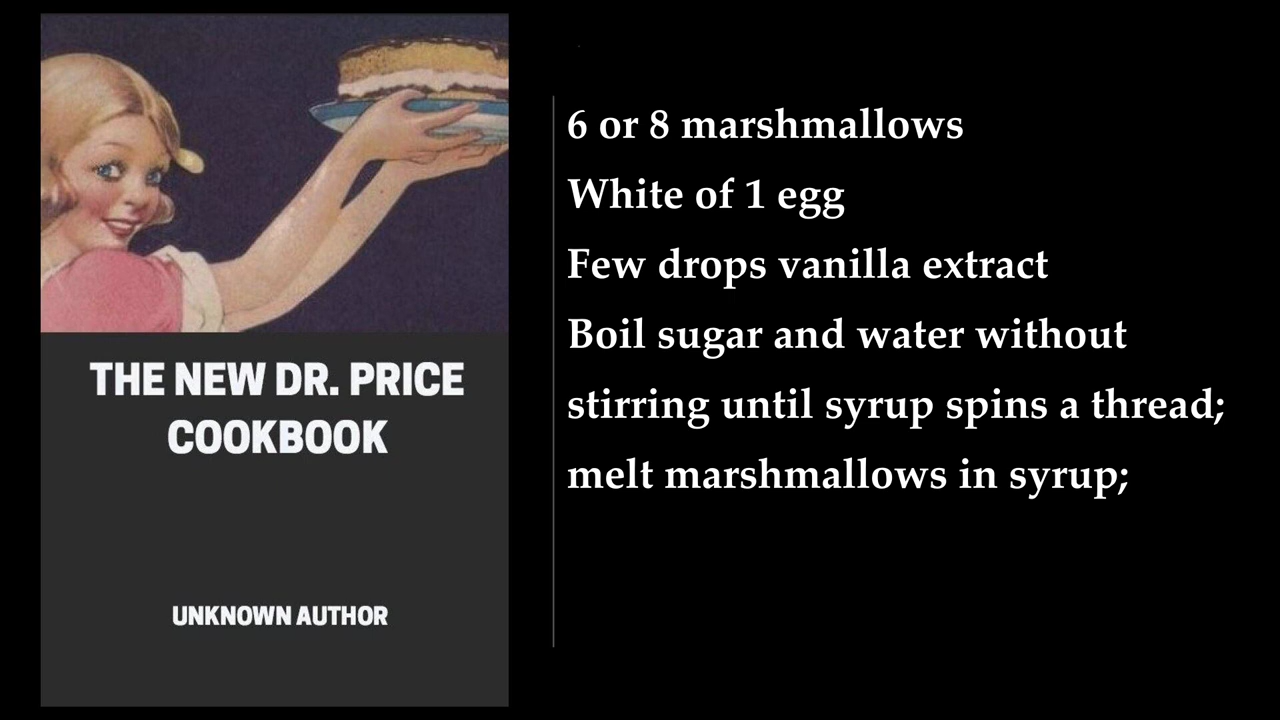 THE NEW DR. PRICE
COOKBOOK
UNKNOWN AUTHOR
6 or 8 marshmallows
White of 1 egg
Few drops vanilla extract
Boil sugar and water without
stirring until syrup spins a thread;
melt marshmallows in syrup;